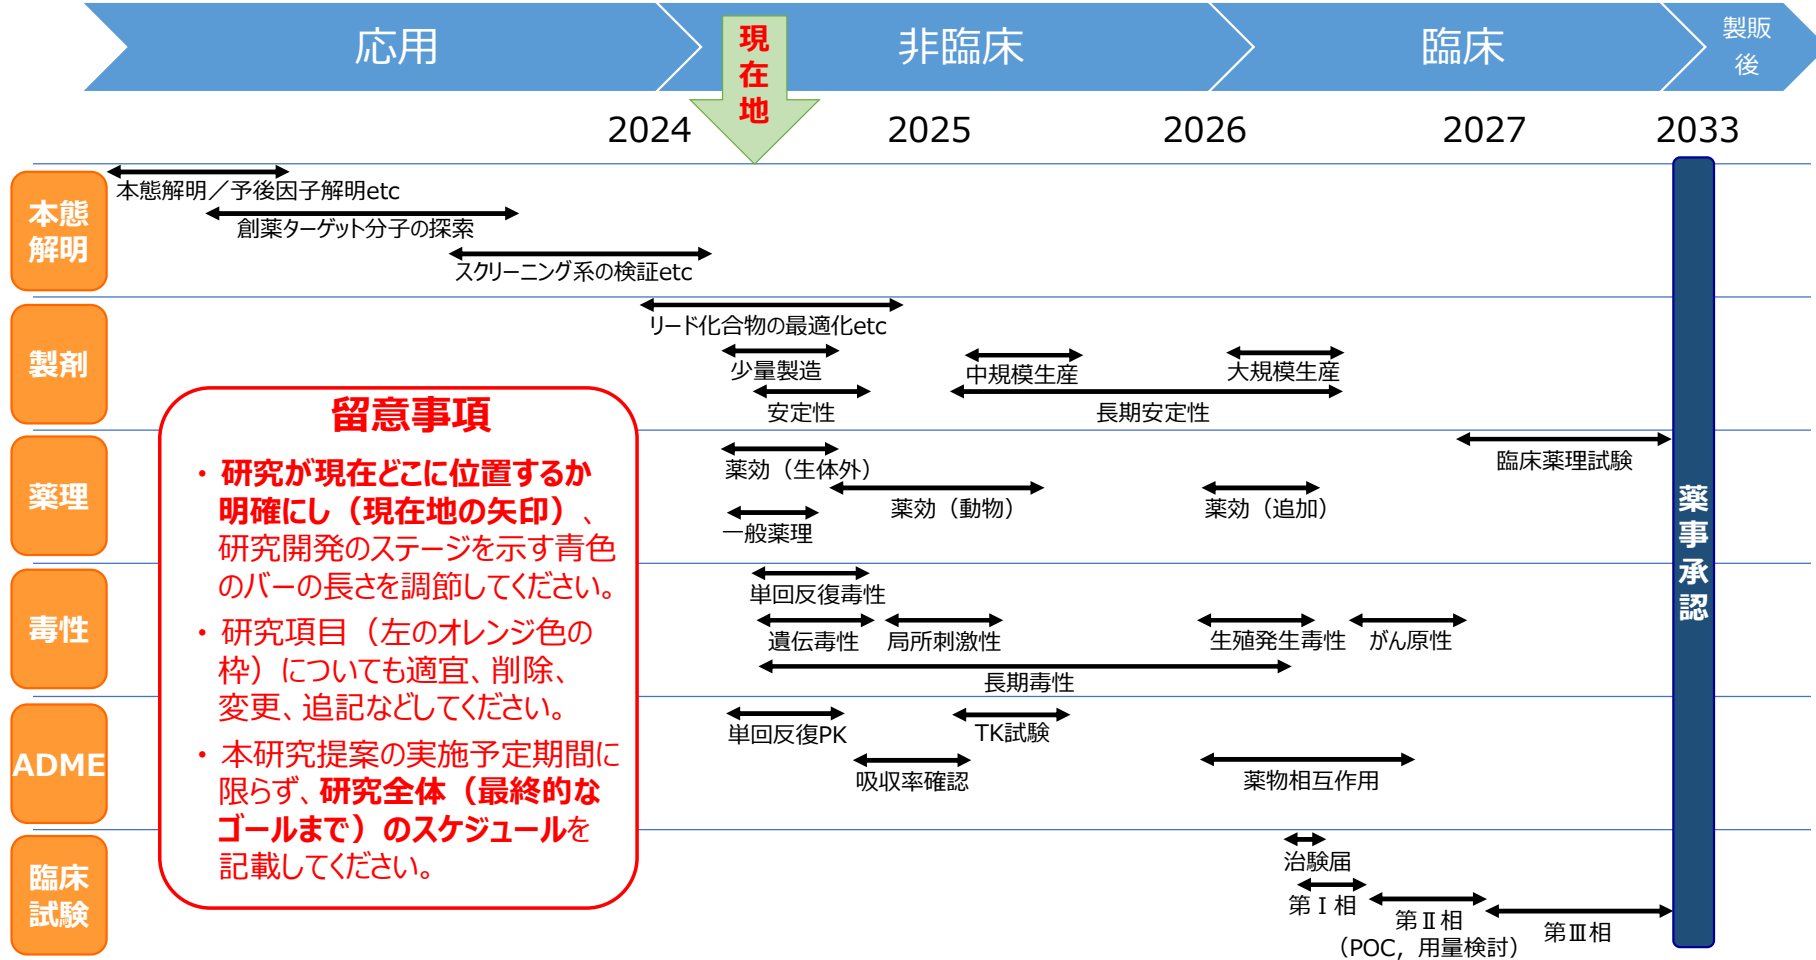 応用
非臨床
臨床
製販
後
現
在
地
2024
2025
2026
2027
2033
本態
解明
本態解明／予後因子解明etc
創薬ターゲット分子の探索
スクリーニング系の検証etc
製剤
リード化合物の最適化etc
少量製造
中規模生産
大規模生産
安定性
長期安定性
薬理
薬効（生体外）
臨床薬理試験
薬効（動物）
薬効（追加）
一般薬理
毒性
単回反復毒性
遺伝毒性
局所刺激性
生殖発生毒性
がん原性
長期毒性
ADME
単回反復PK
TK試験
吸収率確認
薬物相互作用
臨床
試験
治験届
第Ⅰ相
第Ⅱ相
（POC，用量検討）
第Ⅲ相
薬
事
承
認
留意事項
・研究が現在どこに位置するか
明確にし（現在地の矢印）、
研究開発のステージを示す青色
のバーの長さを調節してください。
・研究項目（左のオレンジ色の
枠）についても適宜、削除、
変更、追記などしてください。
・本研究提案の実施予定期間に
限らず、研究全体（最終的な
ゴールまで）のスケジュールを
記載してください。